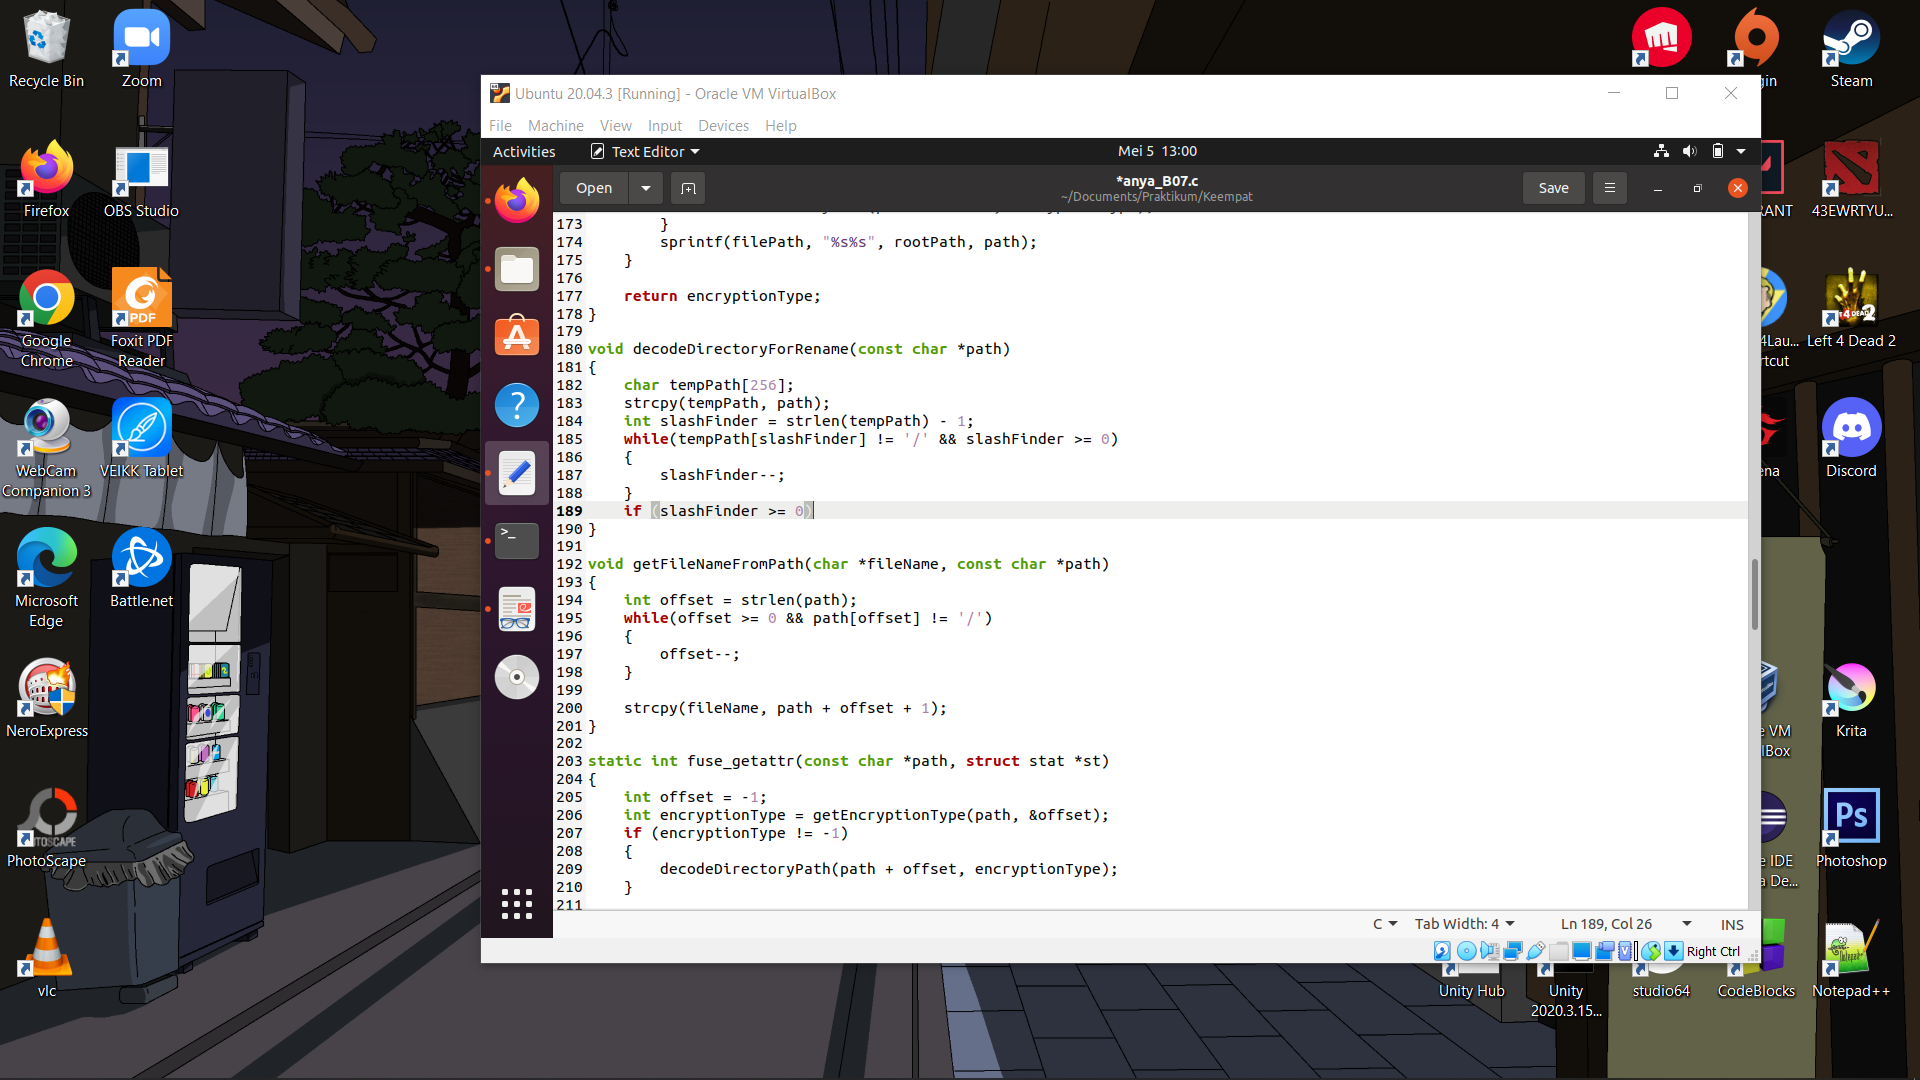 Recycle Bin
Zoom
Firefox
OBS Studio
Google Chrome
PDF
Foxit PDF Reader
WebCam Companion 3
VEIKK Tablet
Microsoft Edge
Battle.net
NeroExpress
PhotoScape
vlc
Ubuntu 20.04.3 [Running] - Oracle VM VirtualBox
File Machine View Input Devices Help
Activities
Text Editor
Mei 5 13:00
Open
*anya_B07.c
~/Documents/Praktikum/Keempat
Save
173 }
174 sprintf(filePath, "%s%s", rootPath, path);
175 }
176
177 return encryptionType;
178 }
179
180 void decodeDirectoryForRename(const char *path)
181 {
182 char tempPath[256];
183 strcpy(tempPath, path);
184 int slashFinder = strlen(tempPath) - 1;
185 while(tempPath[slashFinder] != '/' && slashFinder >= 0)
186 {
187 slashFinder--;
188 }
189 if (slashFinder >= 0)
190 }
191
192 void getFileNameFromPath(char *fileName, const char *path)
193 {
194 int offset = strlen(path);
195 while(offset >= 0 && path[offset] != '/')
196 {
197 offset--;
198 }
199
200 strcpy(fileName, path + offset + 1);
201 }
202
203 static int fuse_getattr(const char *path, struct stat *st)
204 {
205 int offset = -1;
206 int encryptionType = getEncryptionType(path, &offset);
207 if (encryptionType != -1)
208 {
209 decodeDirectoryPath(path + offset, encryptionType);
210 }
211
C
Tab Width: 4
Ln 189, Col 26
INS
Right Ctrl
Steam
43EWRTYU...
Left 4 Dead 2
Discord
Krita
Ps
Photoshop
Unity Hub
Unity 2020.3.15...
studio64
CodeBlocks
Notepad++